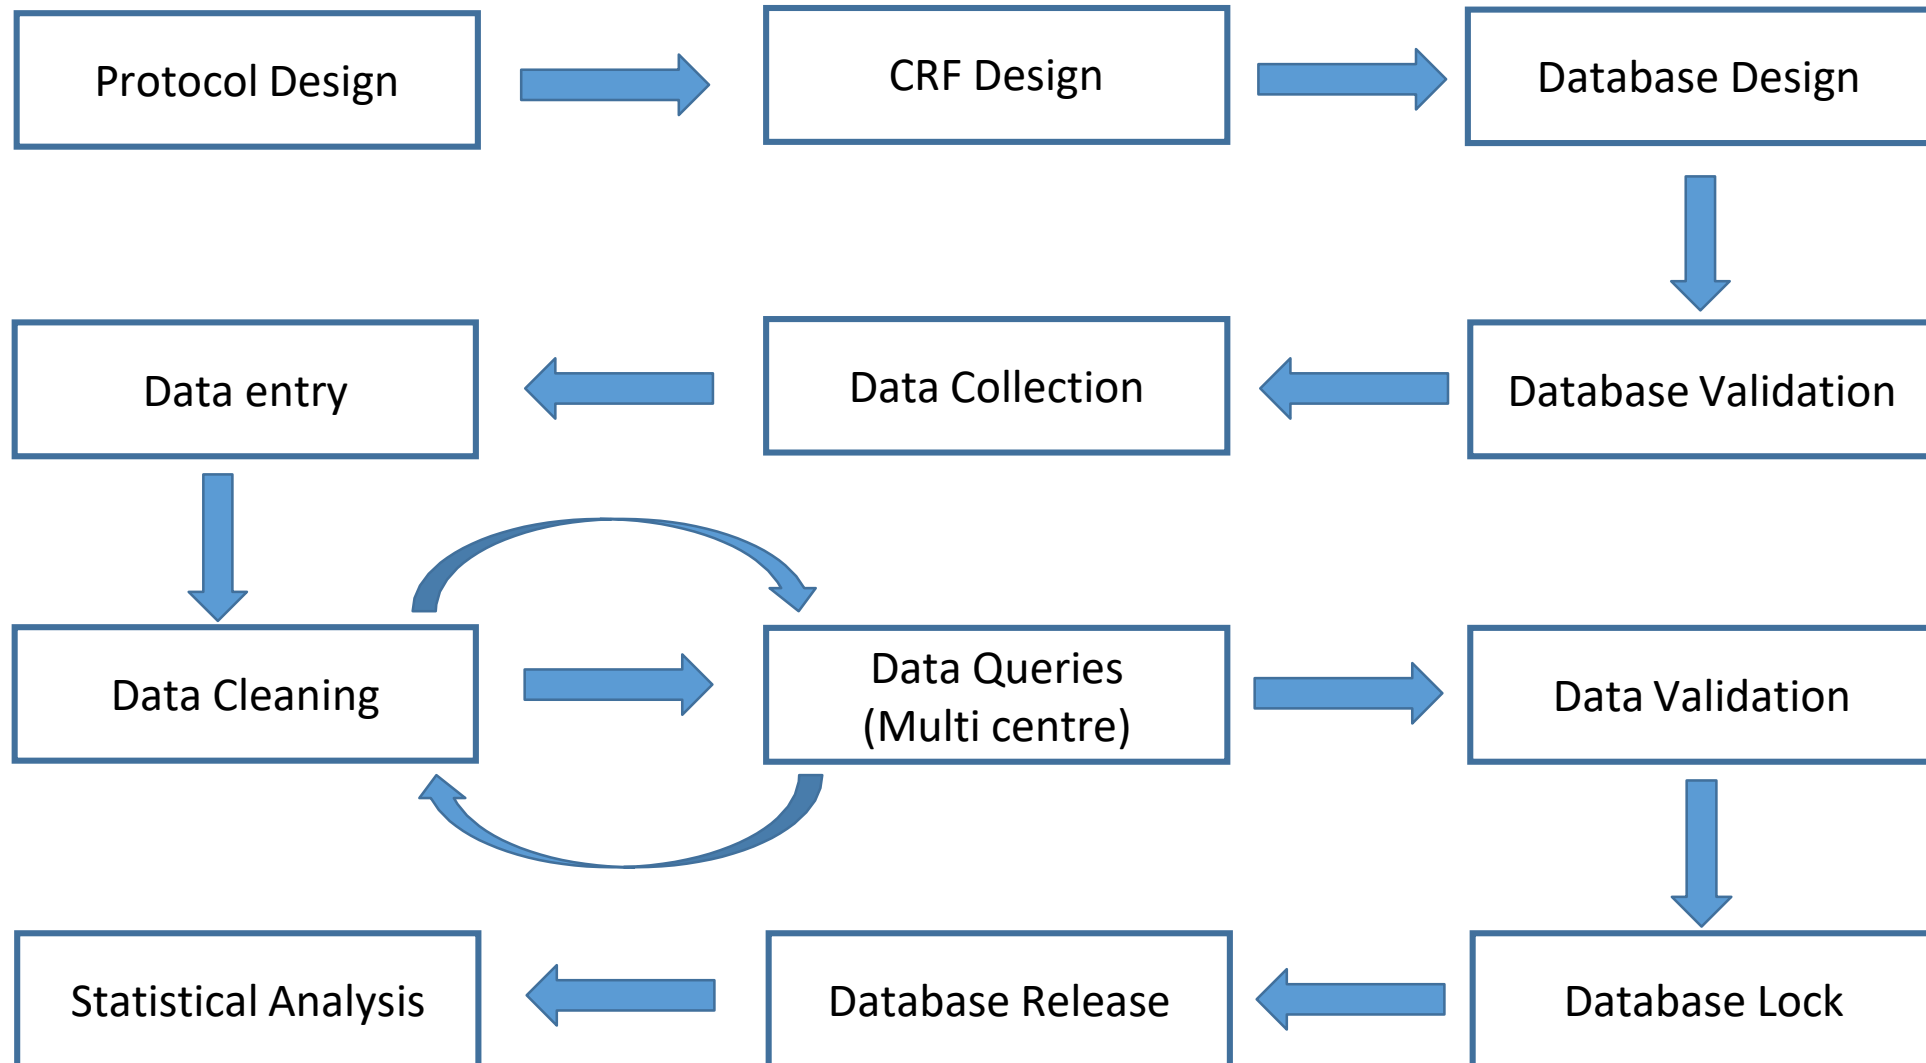 Protocol Design
CRF Design
Database Design
Data entry
Data Collection
Database Validation
Data Cleaning
Data Queries
(Multi centre)
Data Validation
Statistical Analysis
Database Release
Database Lock